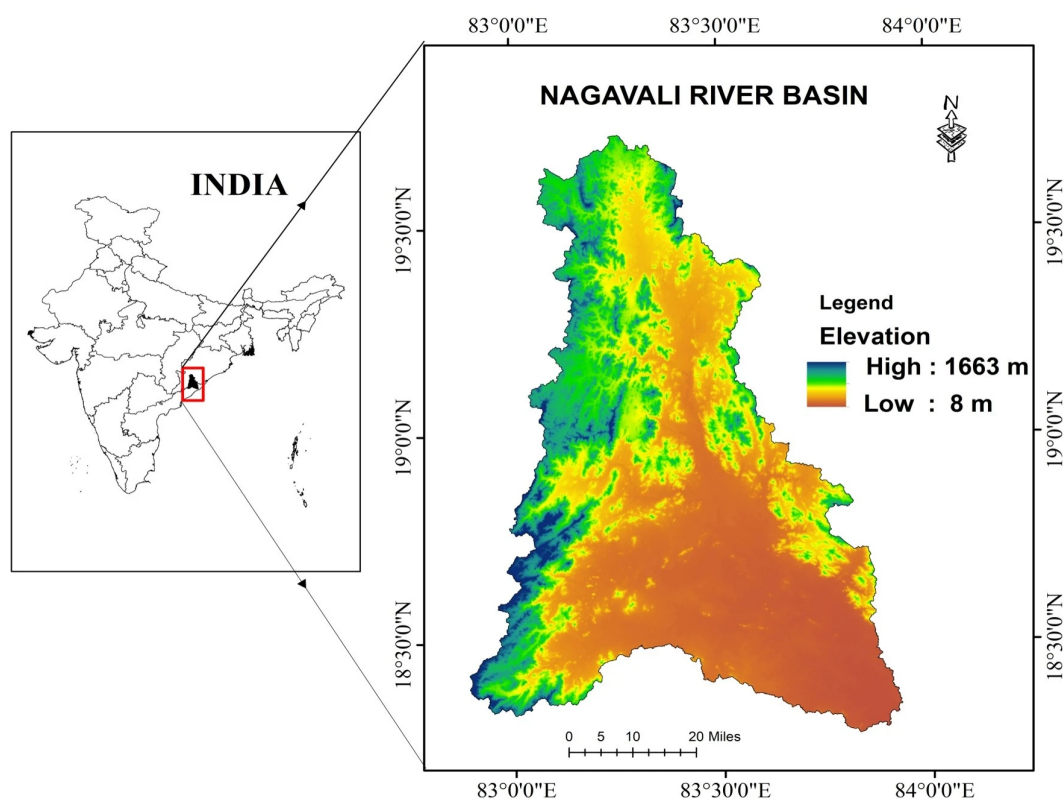 83°0'0"E 83°30'0"E 84°0'0"E
NAGAVALI RIVER BASIN
N
INDIA
19°30'0"N
19°30'0"N
Legend
Elevation
High : 1663 m
Low : 8 m
19°0'0"N
19°0'0"N
18°30'0"N
18°30'0"N
0 5 10 20 Miles
83°0'0"E 83°30'0"E 84°0'0"E